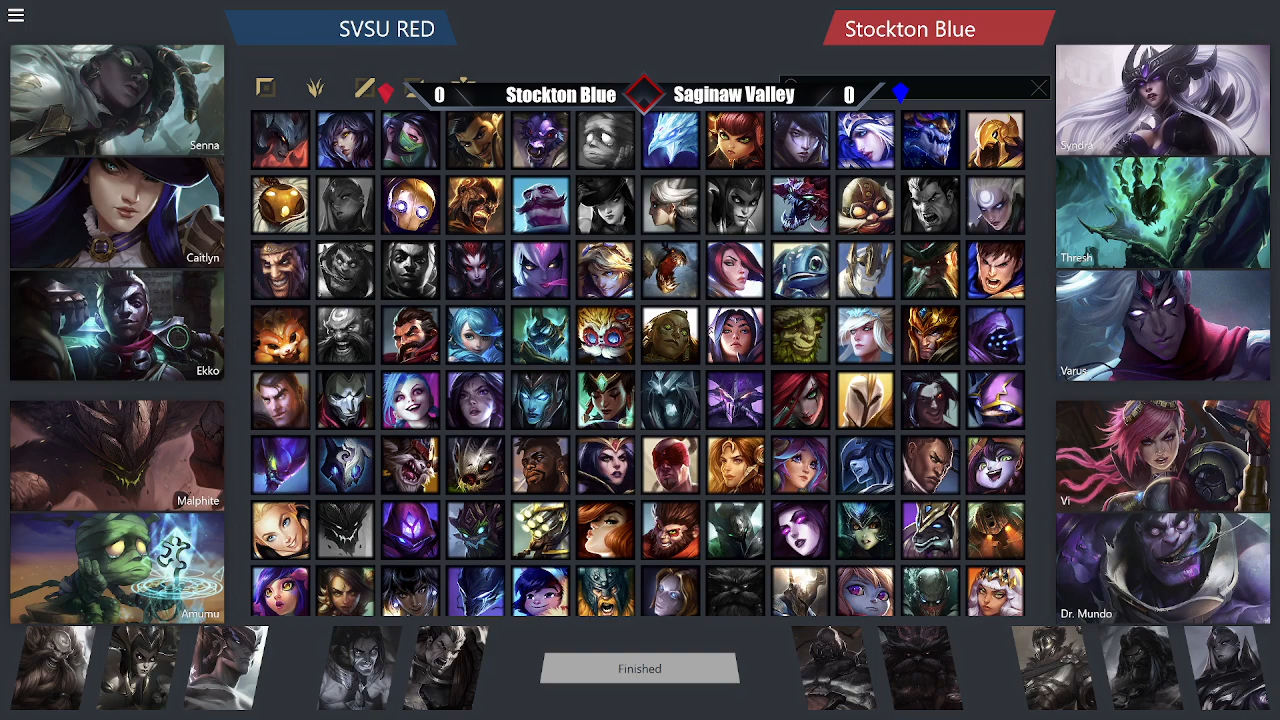 SVSU RED
Stockton Blue
0
Stockton Blue
Saginaw Valley
0
Senna
Syndra
Caitlyn
Thresh
Ekko
Varus
Malphite
Vi
Amumu
Dr. Mundo
Finished